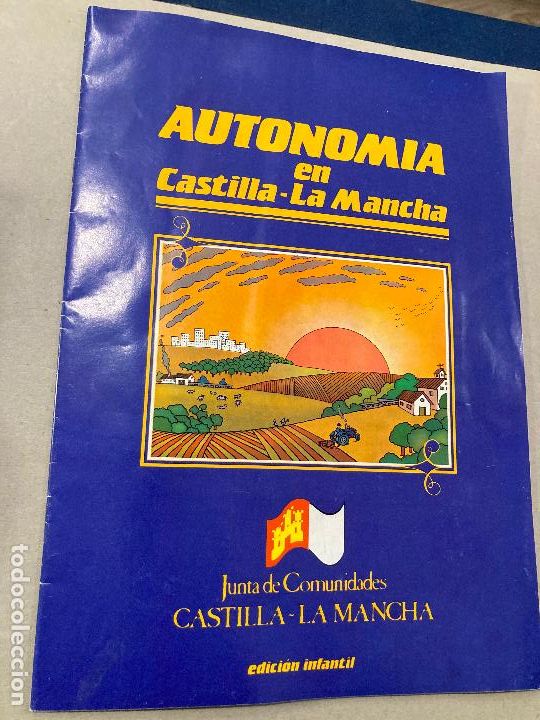 AUTONOMIA
en
Castilla-La Mancha
Junta de Comunidades
CASTILLA-LA MANCHA
edición infantil
todocoleccion